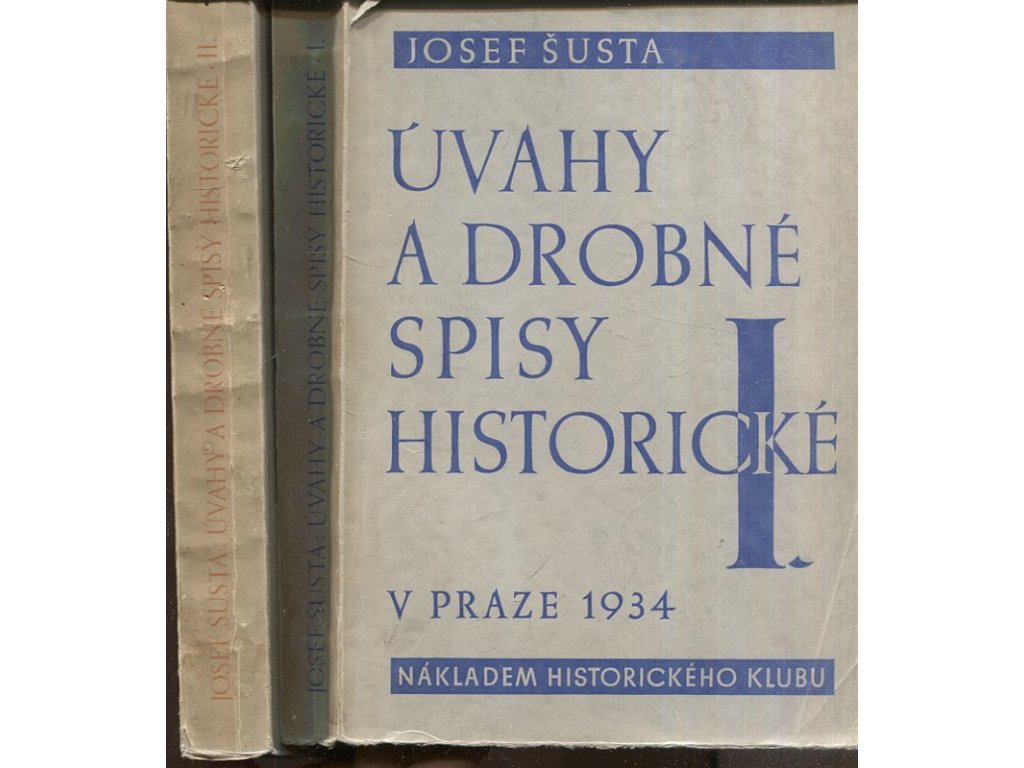 JOSEF ŠUSTA : ÚVAHY A DROBNÉ SPISY HISTORICKÉ . II.
JOSEF ŠUSTA : ÚVAHY A DROBNÉ SPISY HISTORICKÉ . I.
JOSEF ŠUSTA
ÚVAHY
A DROBNÉ
SPISY
HISTORICKÉ
I.
V PRAZE 1934
NÁKLADEM HISTORICKÉHO KLUBU